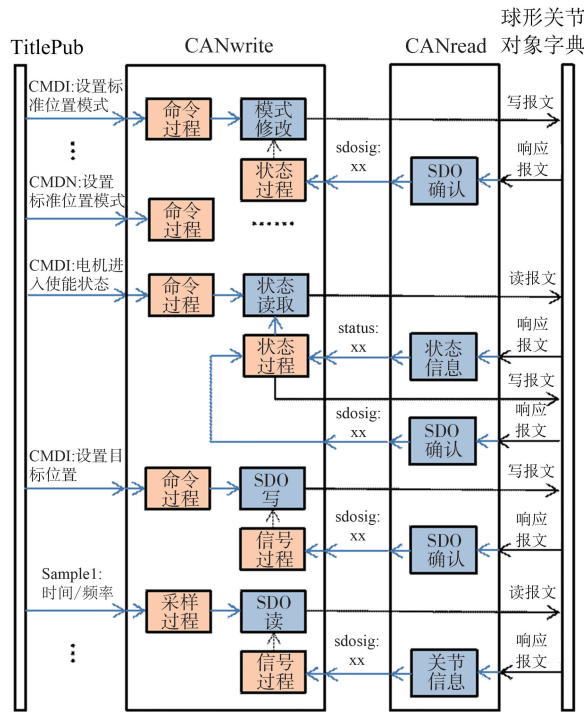 球形关节
TitlePub
CANwrite
CANread
对象字典
CMDI:设置标
准位置模式
命令
过程
模式
修改
写报文
状态
过程
sdosig:
xx
SDO
确认
响应
报文
CMDN:设置
标准位置模式
命令
过程
CMDI:电机进
入使能状态
命令
过程
状态
读取
读报文
状态
过程
status:
xx
状态
信息
响应
报文
写报文
sdosig:
xx
SDO
确认
响应
报文
CMDI:设置目
标位置
命令
过程
SDO
写
写报文
信号
过程
sdosig:
xx
SDO
确认
响应
报文
Sample1:
时间/频率
采样
过程
SDO
读
读报文
信号
过程
sdosig:
xx
关节
信息
响应
报文